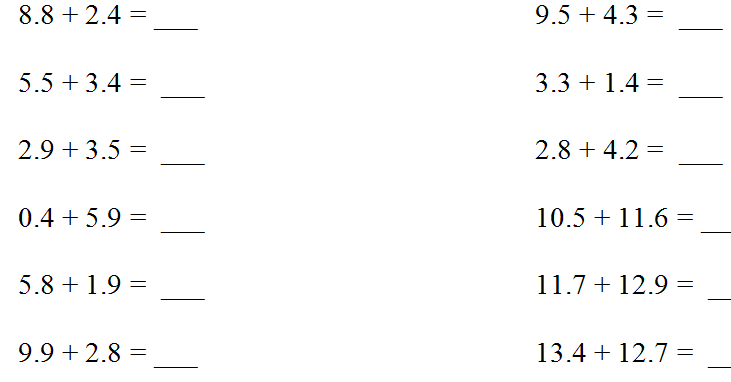 8.8 + 2.4 = ___ 9.5 + 4.3 = ___
5.5 + 3.4 = ___ 3.3 + 1.4 = ___
2.9 + 3.5 = ___ 2.8 + 4.2 = ___
0.4 + 5.9 = ___ 10.5 + 11.6 = __
5.8 + 1.9 = ___ 11.7 + 12.9 = __
9.9 + 2.8 = ___ 13.4 + 12.7 = __